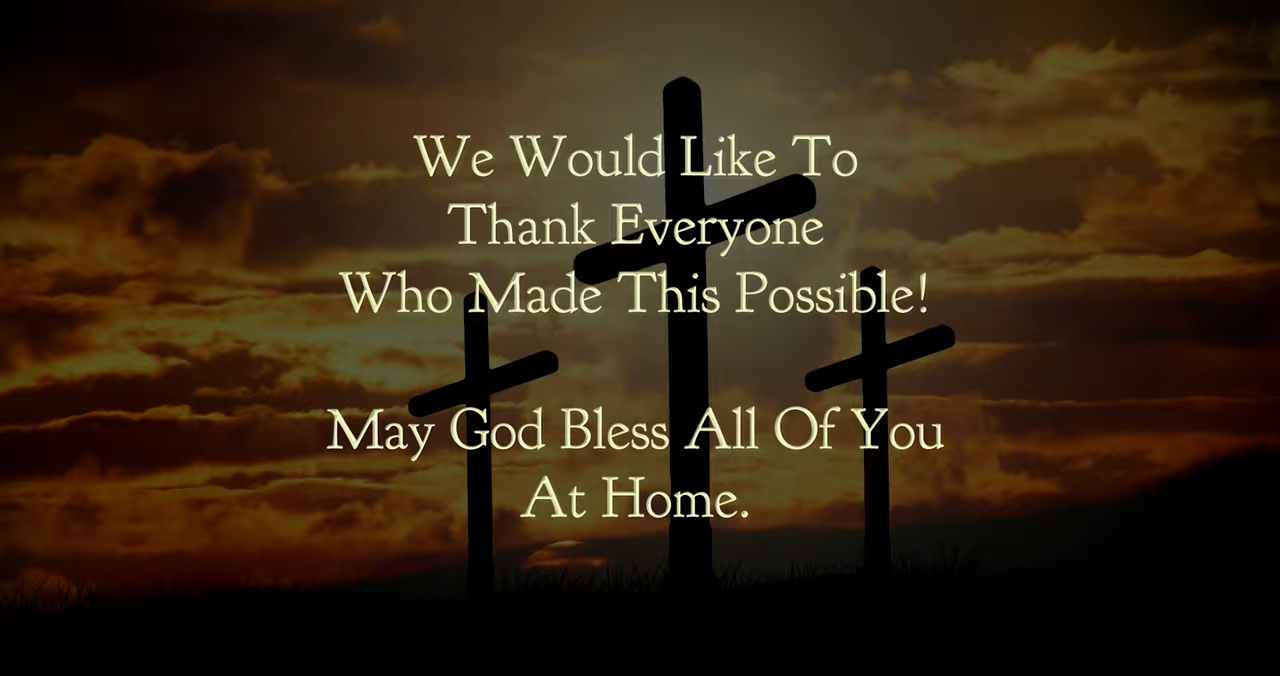 We Would Like To
Thank Everyone
Who Made This Possible!
May God Bless All Of You
At Home.